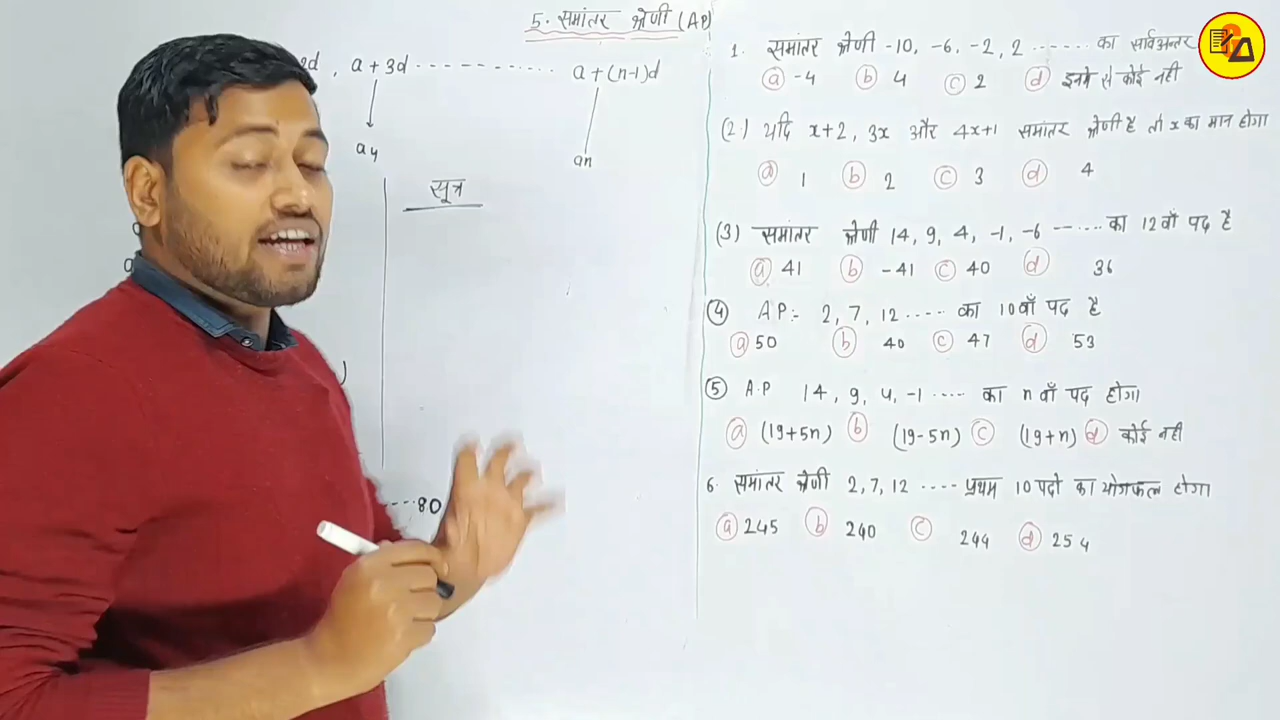 5. समांतर श्रेणी (AP)
2d , a + 3d ------------ a + (n-1)d
a4 an
सूत्र
----80
1. समांतर श्रेणी -10, -6, -2, 2 ------ का सार्वअन्तर
(a) -4 (b) 4 (c) 2 (d) इनमे से कोई नही
(2.) यदि x+2, 3x और 4x+1 समांतर श्रेणी है तो x का मान होगा
(a) 1 (b) 2 (c) 3 (d) 4
(3) समांतर श्रेणी 14, 9, 4, -1, -6 ------ का 12 वाँ पद है
(a) 41 (b) -41 (c) 40 (d) 36
(4) AP:- 2, 7, 12 ----- का 10वाँ पद है
(a) 50 (b) 40 (c) 47 (d) 53
(5) A.P 14, 9, 4, -1 ----- का n वाँ पद होगा
(a) (19+5n) (b) (19-5n) (c) (19+n) (d) कोई नही
6. समांतर श्रेणी 2, 7, 12 ---- प्रथम 10 पदो का योगफल होगा
(a) 245 (b) 240 (c) 244 (d) 254